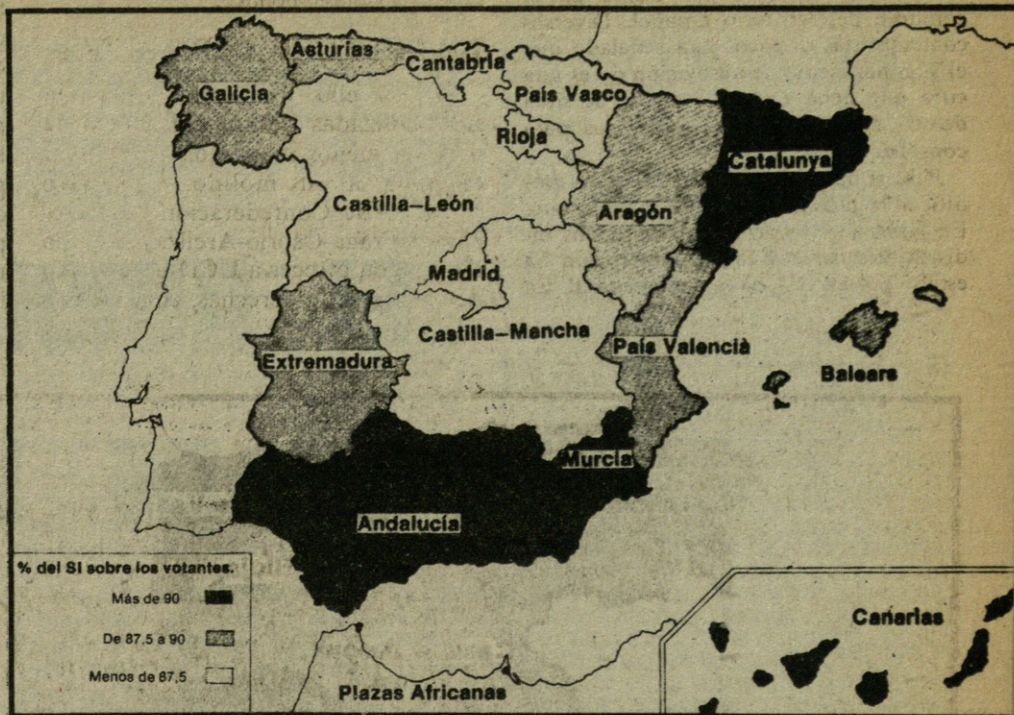 Asturias
Cantabria
Galicia
País Vasco
Rioja
Catalunya
Castilla–León
Aragón
Madrid
Castilla–Mancha
País Valencià
Extremadura
Balears
Murcia
Andalucía
% del SI sobre los votantes.
Más de 90
De 87,5 a 90
Menos de 87,5
Canarias
Plazas Africanas